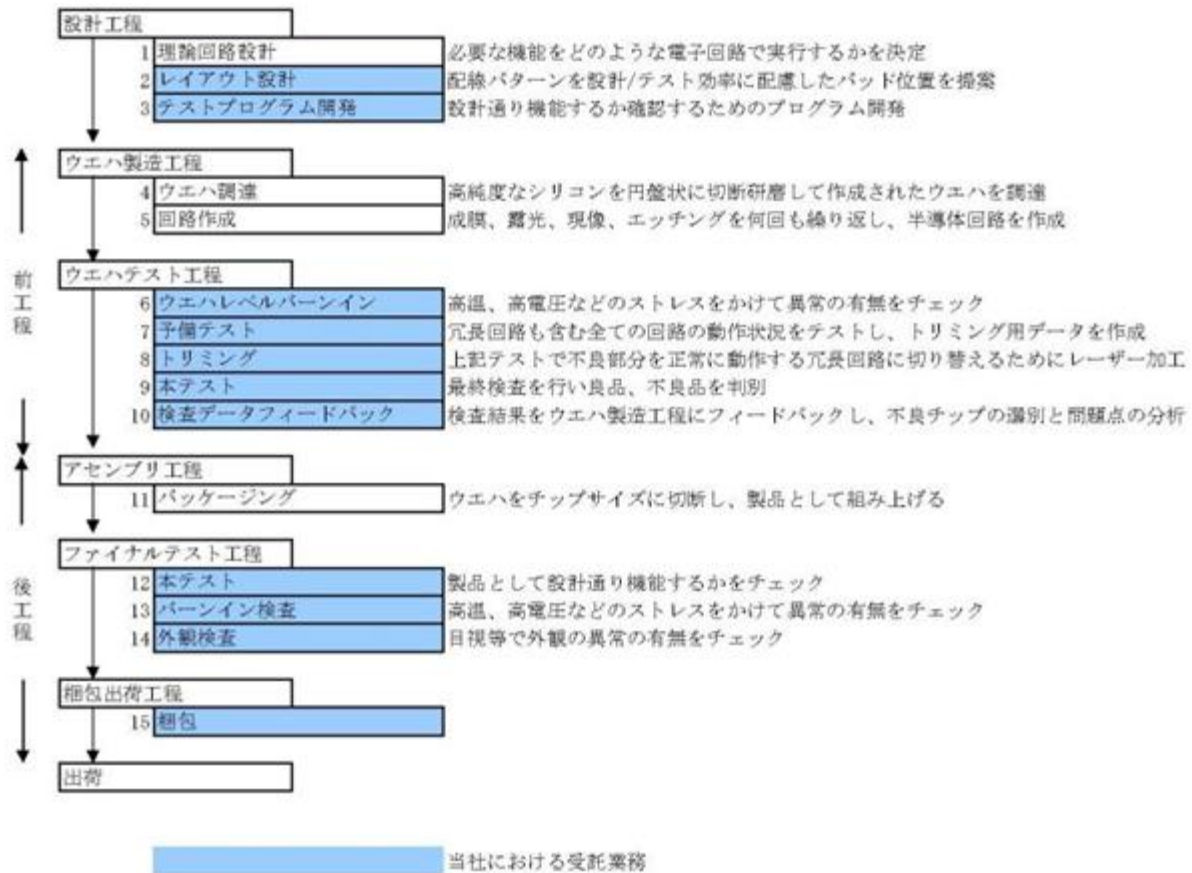 設計工程
1 理論回路設計 必要な機能をどのような電子回路で実行するかを決定
2 レイアウト設計 配線パターンを設計/テスト効率に配慮したパッド位置を提案
3 テストプログラム開発 設計通り機能するか確認するためのプログラム開発
ウエハ製造工程
4 ウエハ調達 高純度なシリコンを円盤状に切断研磨して作成されたウエハを調達
5 回路作成 成膜、露光、現像、エッチングを何回も繰り返し、半導体回路を作成
前工程
ウエハテスト工程
6 ウエハレベルバーンイン 高温、高電圧などのストレスをかけて異常の有無をチェック
7 予備テスト 冗長回路も含む全ての回路の動作状況をテストし、トリミング用データを作成
8 トリミング 上記テストで不良部分を正常に動作する冗長回路に切り替えるためにレーザー加工
9 本テスト 最終検査を行い良品、不良品を判別
10 検査データフィードバック 検査結果をウエハ製造工程にフィードバックし、不良チップの選別と問題点の分析
アセンブリ工程
11 パッケージング ウエハをチップサイズに切断し、製品として組み上げる
後工程
ファイナルテスト工程
12 本テスト 製品として設計通り機能するかをチェック
13 バーンイン検査 高温、高電圧などのストレスをかけて異常の有無をチェック
14 外観検査 目視等で外観の異常の有無をチェック
梱包出荷工程
15 梱包
出荷
当社における受託業務